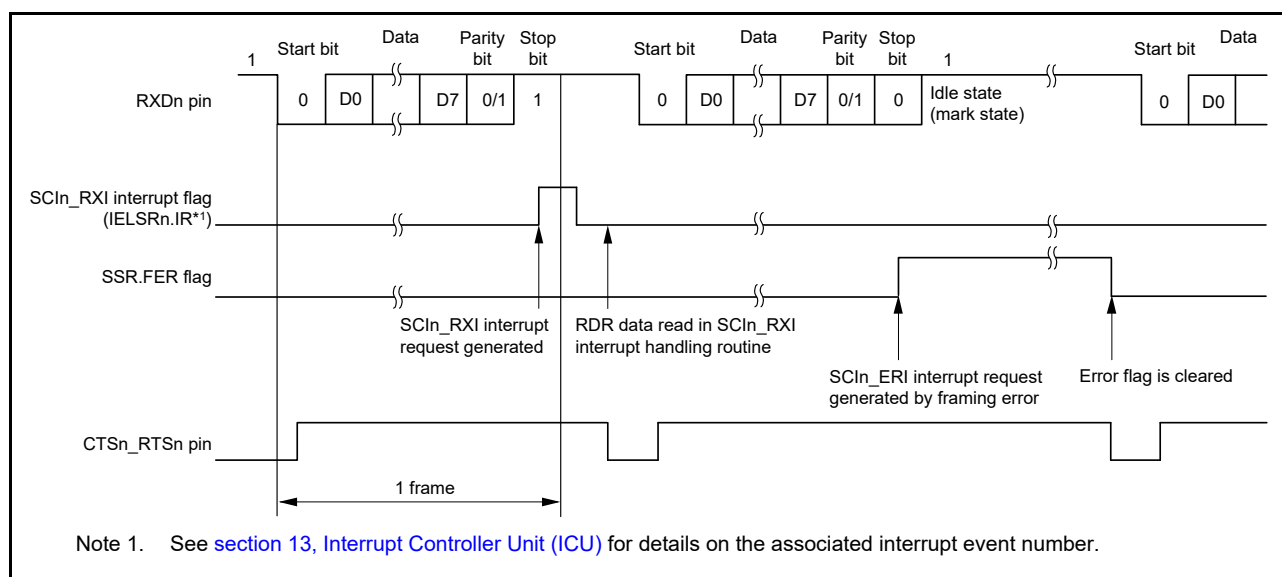 1 Start bit Data Parity bit Stop bit Start bit Data Parity bit Stop bit 1 Start bit Data
RXDn pin 0 D0 D7 0/1 1 0 D0 D7 0/1 0 Idle state (mark state) 0 D0
SCIn_RXI interrupt flag
(IELSRn.IR*1)
SSR.FER flag
SCIn_RXI interrupt
request generated
RDR data read in SCIn_RXI
interrupt handling routine
SCIn_ERI interrupt request
generated by framing error
Error flag is cleared
CTSn_RTSn pin
1 frame
Note 1. See section 13, Interrupt Controller Unit (ICU) for details on the associated interrupt event number.